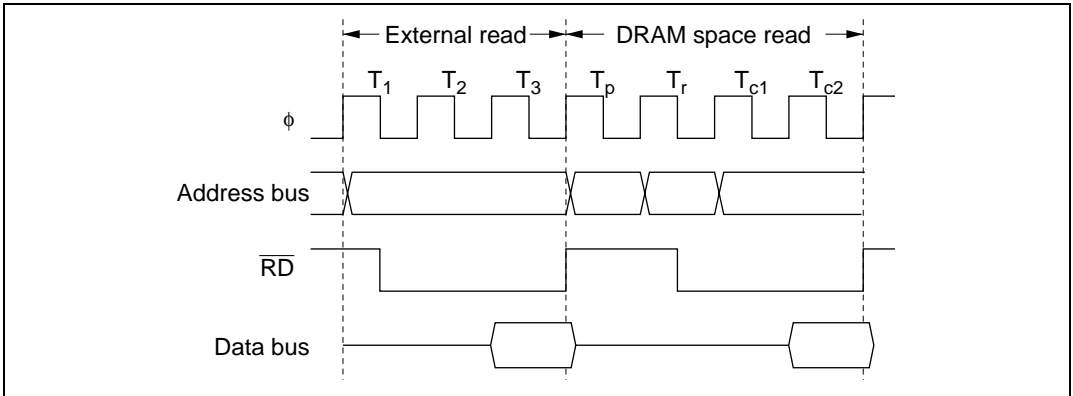 External read DRAM space read
T1 T2 T3 Tp Tr Tc1 Tc2
ϕ
Address bus
RD
Data bus